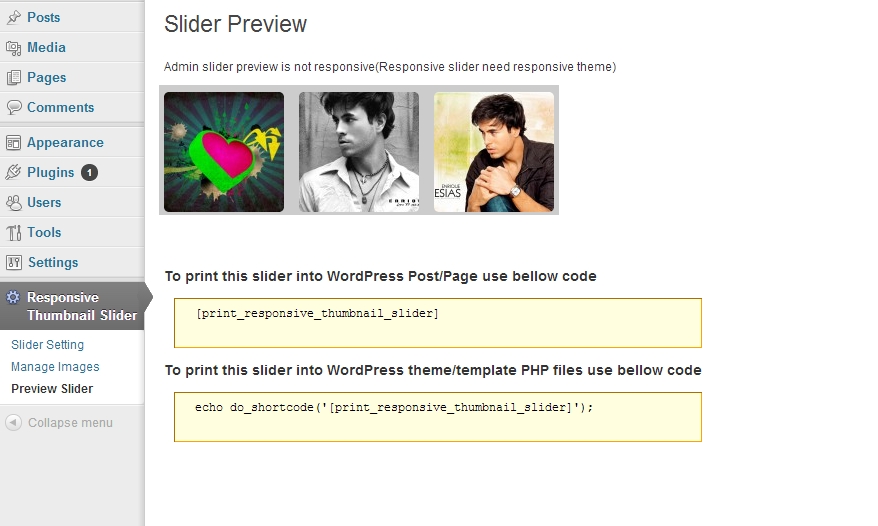 Posts
Media
Pages
Comments
Appearance
Plugins 1
Users
Tools
Settings
Responsive
Thumbnail Slider
Slider Setting
Manage Images
Preview Slider
Collapse menu
Slider Preview
Admin slider preview is not responsive(Responsive slider need responsive theme)
ENRIQUE
ESIAS
To print this slider into WordPress Post/Page use bellow code
[print_responsive_thumbnail_slider]
To print this slider into WordPress theme/template PHP files use bellow code
echo do_shortcode('[print_responsive_thumbnail_slider]');